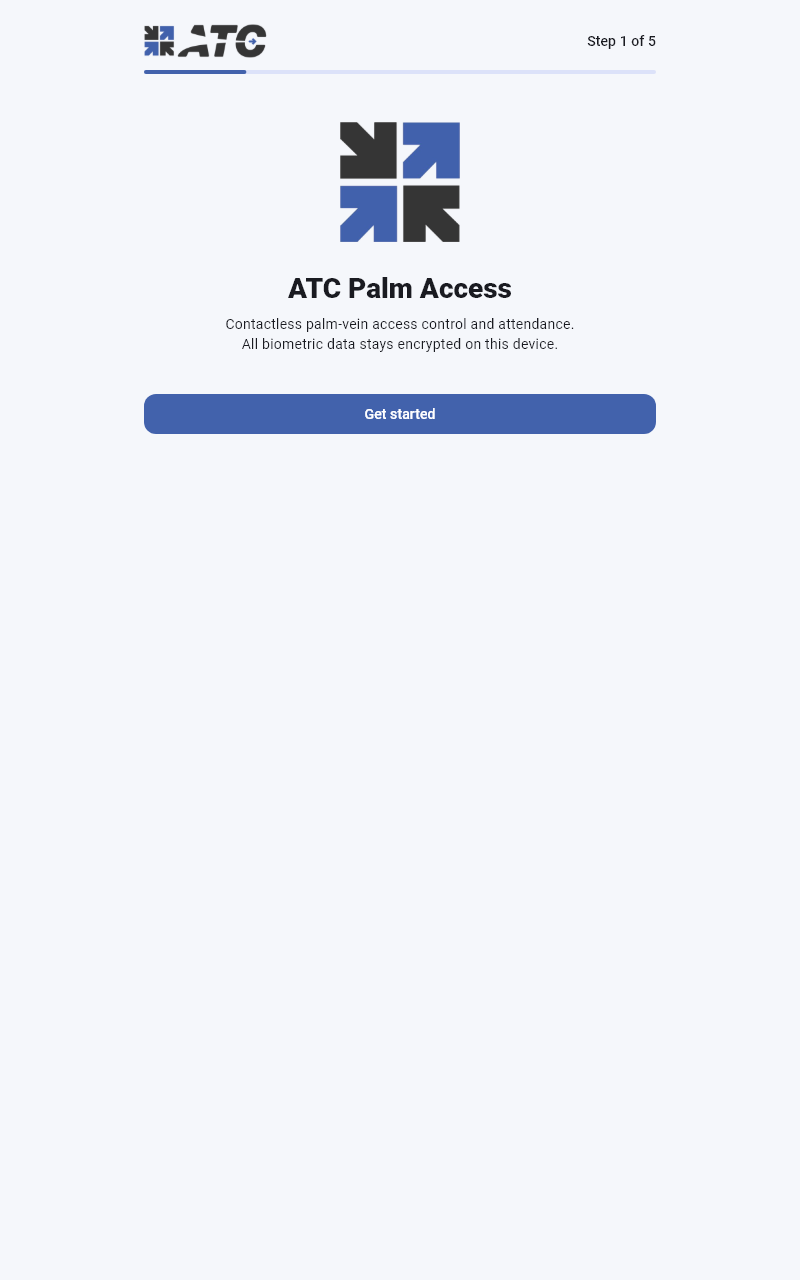 ATC
Step 1 of 5
ATC Palm Access
Contactless palm-vein access control and attendance.
All biometric data stays encrypted on this device.
Get started